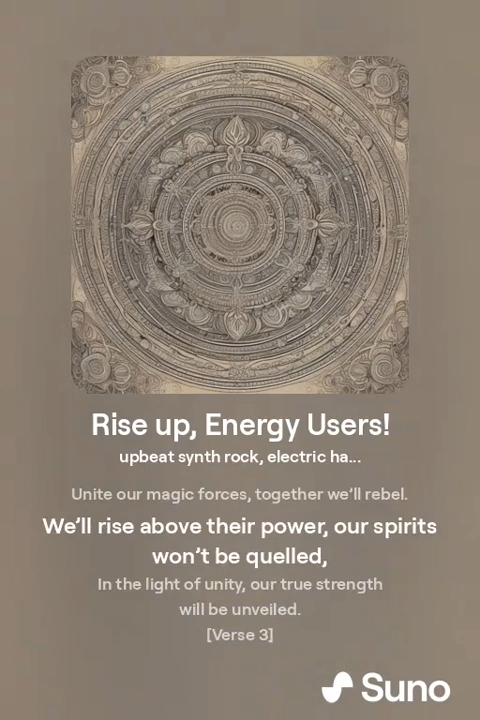 Rise up, Energy Users!
upbeat synth rock, electric ha...
Unite our magic forces, together we’ll rebel.
We’ll rise above their power, our spirits
won’t be quelled,
In the light of unity, our true strength
will be unveiled.
[Verse 3]
Suno